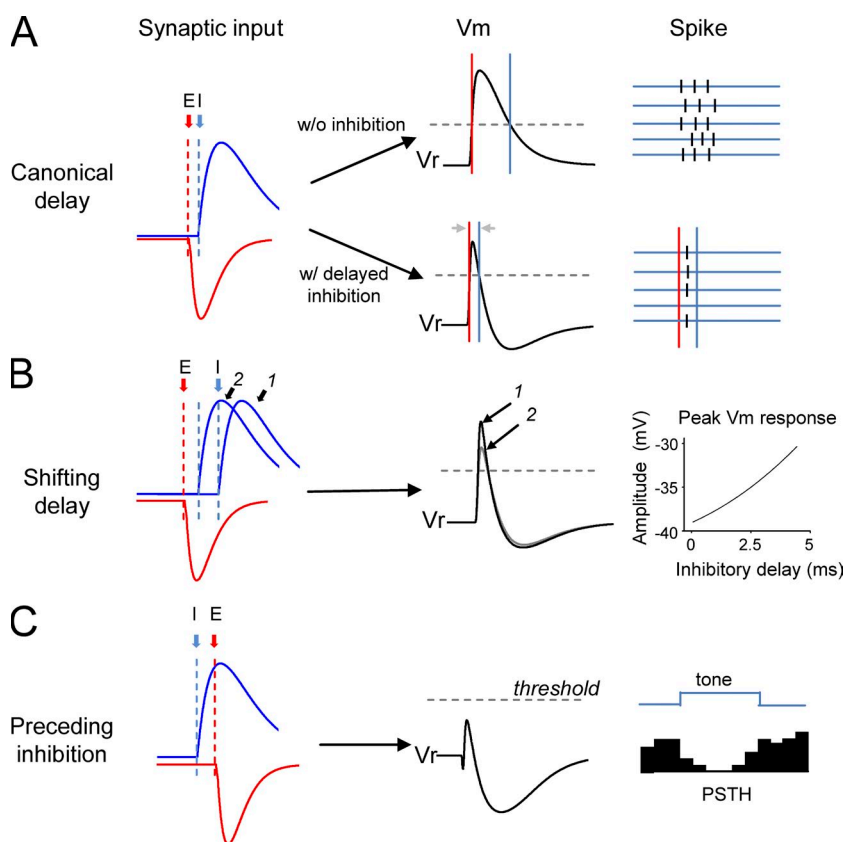 A
Synaptic input
Vm
Spike
E I
w/o inhibition
Vr
Canonical
delay
w/ delayed
inhibition
Vr
B
E
I
2
1
1
2
Peak Vm response
Shifting
delay
Vr
Amplitude (mV)
-30
-35
-40
0
2.5
5
Inhibitory delay (ms)
C
I
E
threshold
tone
Preceding
inhibition
Vr
PSTH